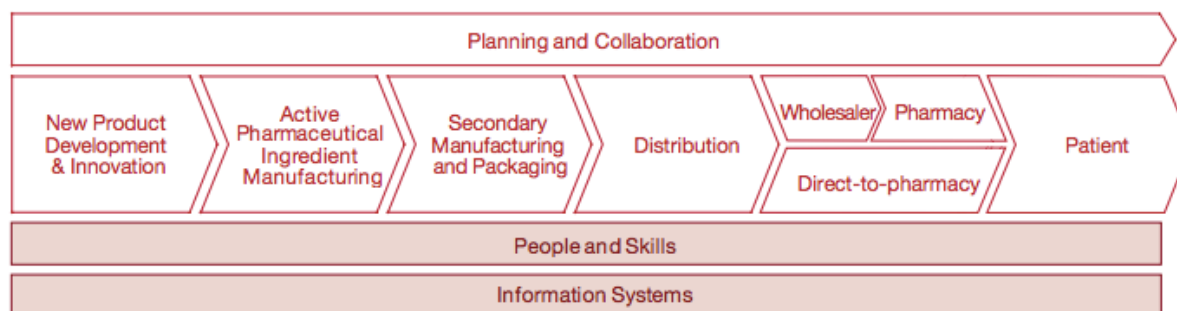 Planning and Collaboration
New Product
Development
& Innovation
Active
Pharmaceutical
Ingredient
Manufacturing
Secondary
Manufacturing
and Packaging
Distribution
Wholesaler
Pharmacy
Direct-to-pharmacy
Patient
People and Skills
Information Systems